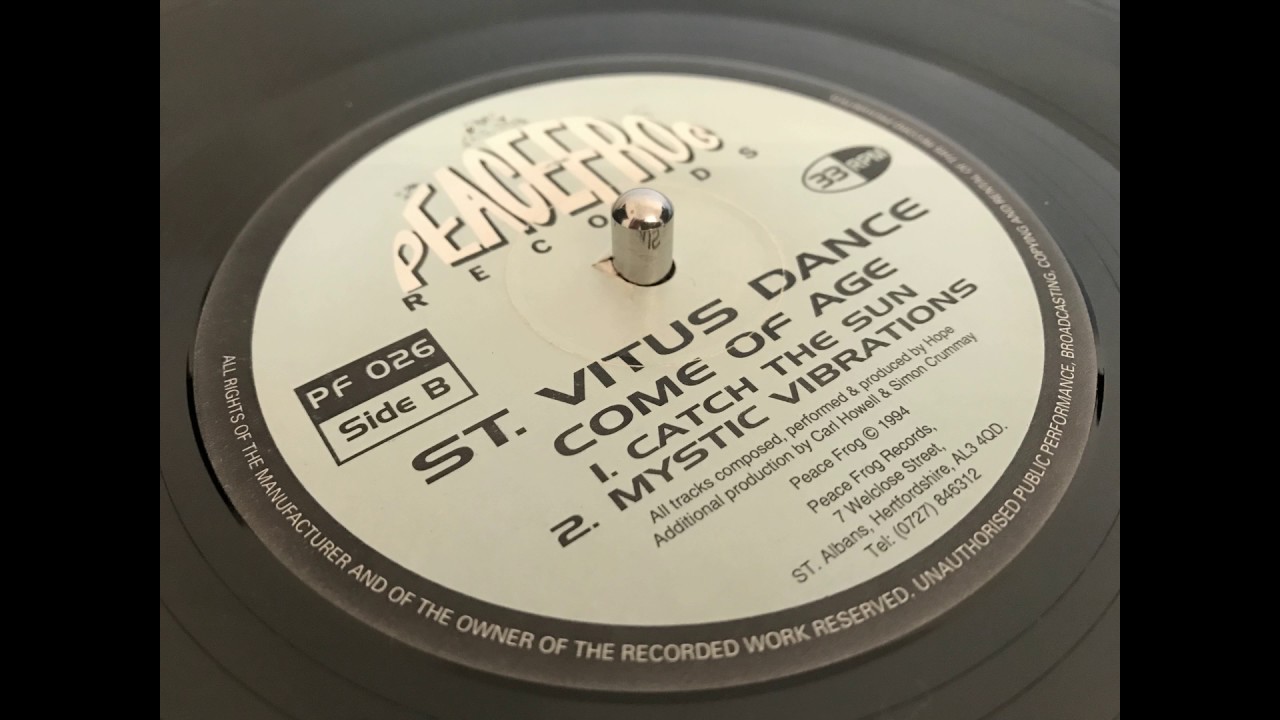 PEACEFROG
RECORDS
33 RPM
PF 026
Side B
ST. VITUS DANCE
COME OF AGE
1. CATCH THE SUN
2. MYSTIC VIBRATIONS
All tracks composed, performed & produced by Hope
Additional production by Carl Howell & Simon Crummay
Peace Frog © 1994
Peace Frog Records,
7 Welclose Street,
ST. Albans, Hertfordshire, AL3 4QD.
Tel: (0727) 846312
ALL RIGHTS OF THE MANUFACTURER AND OF THE OWNER OF THE RECORDED WORK RESERVED. UNAUTHORISED PUBLIC PERFORMANCE, BROADCASTING, COPYING AND RENTAL OF THIS RECORD PROHIBITED